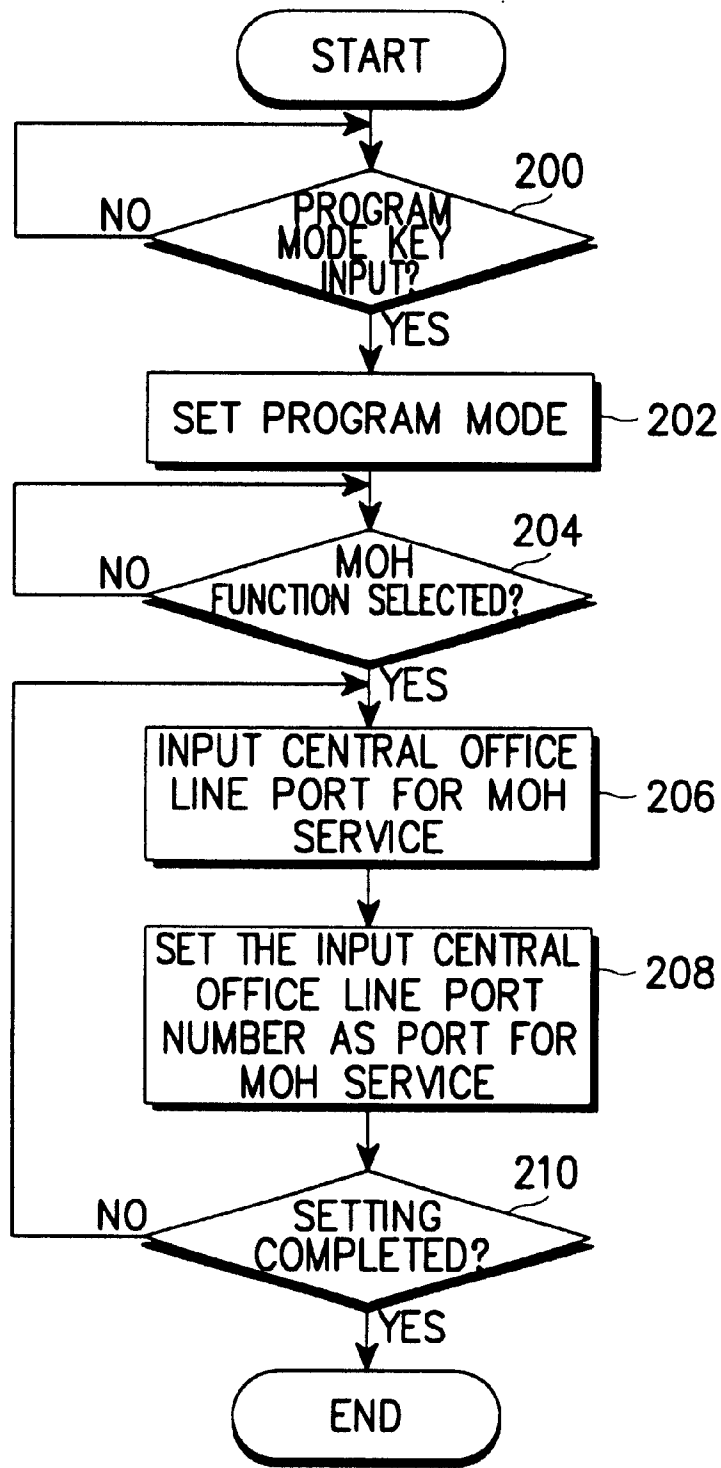 START
200
PROGRAM
MODE KEY
INPUT?
NO
YES
SET PROGRAM MODE
202
204
MOH
FUNCTION SELECTED?
NO
YES
INPUT CENTRAL OFFICE
LINE PORT FOR MOH
SERVICE
206
SET THE INPUT CENTRAL
OFFICE LINE PORT
NUMBER AS PORT FOR
MOH SERVICE
208
210
SETTING
COMPLETED?
NO
YES
END